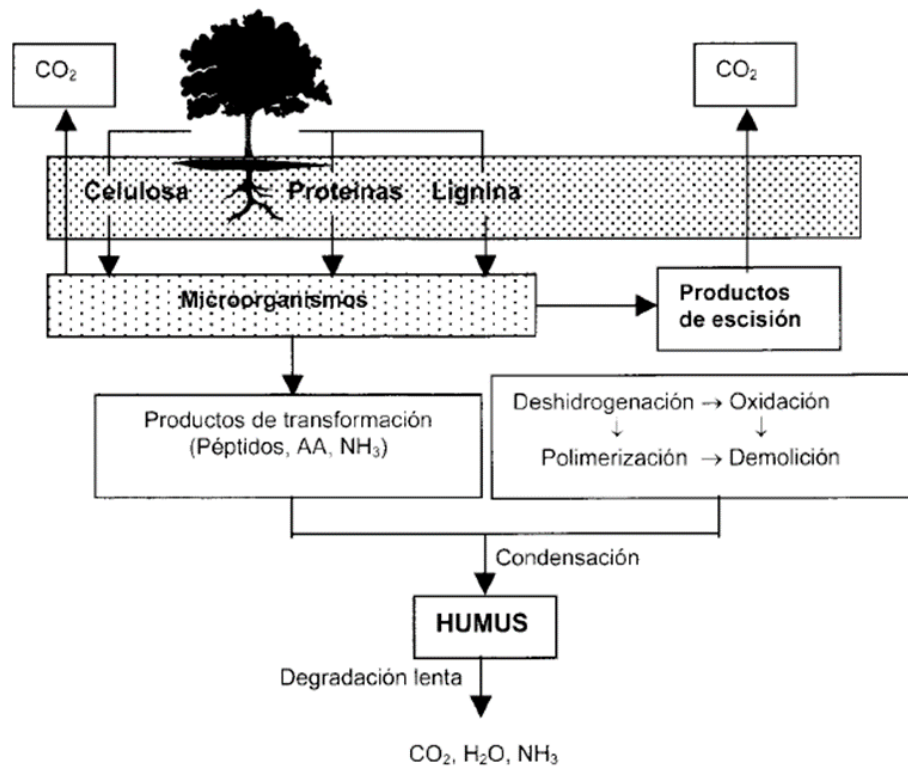 CO₂
CO₂
Celulosa Proteínas Lignina
Microorganismos
Productos
de escisión
Productos de transformación
(Péptidos, AA, NH₃)
Deshidrogenación → Oxidación
↓ ↓
Polimerización → Demolición
Condensación
HUMUS
Degradación lenta
CO₂, H₂O, NH₃